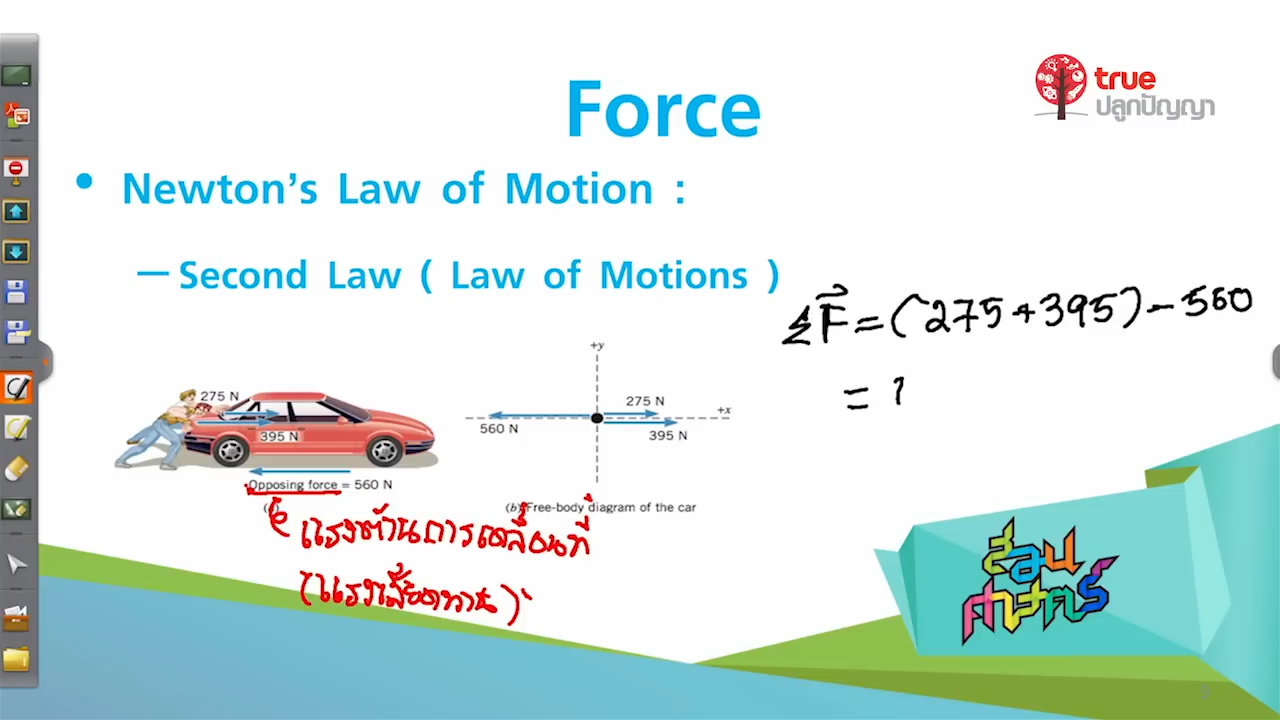 true
ปลูกปัญญา
Force
• Newton's Law of Motion :
— Second Law ( Law of Motions )
ΣF⃗ = (275+395) - 560
= 1
+y
275 N
395 N
Opposing force = 560 N
275 N
+x
560 N
395 N
(b) Free-body diagram of the car
แรงต้านการเคลื่อนที่
(แรงเสียดทาน)
สอน
ศาสตร์